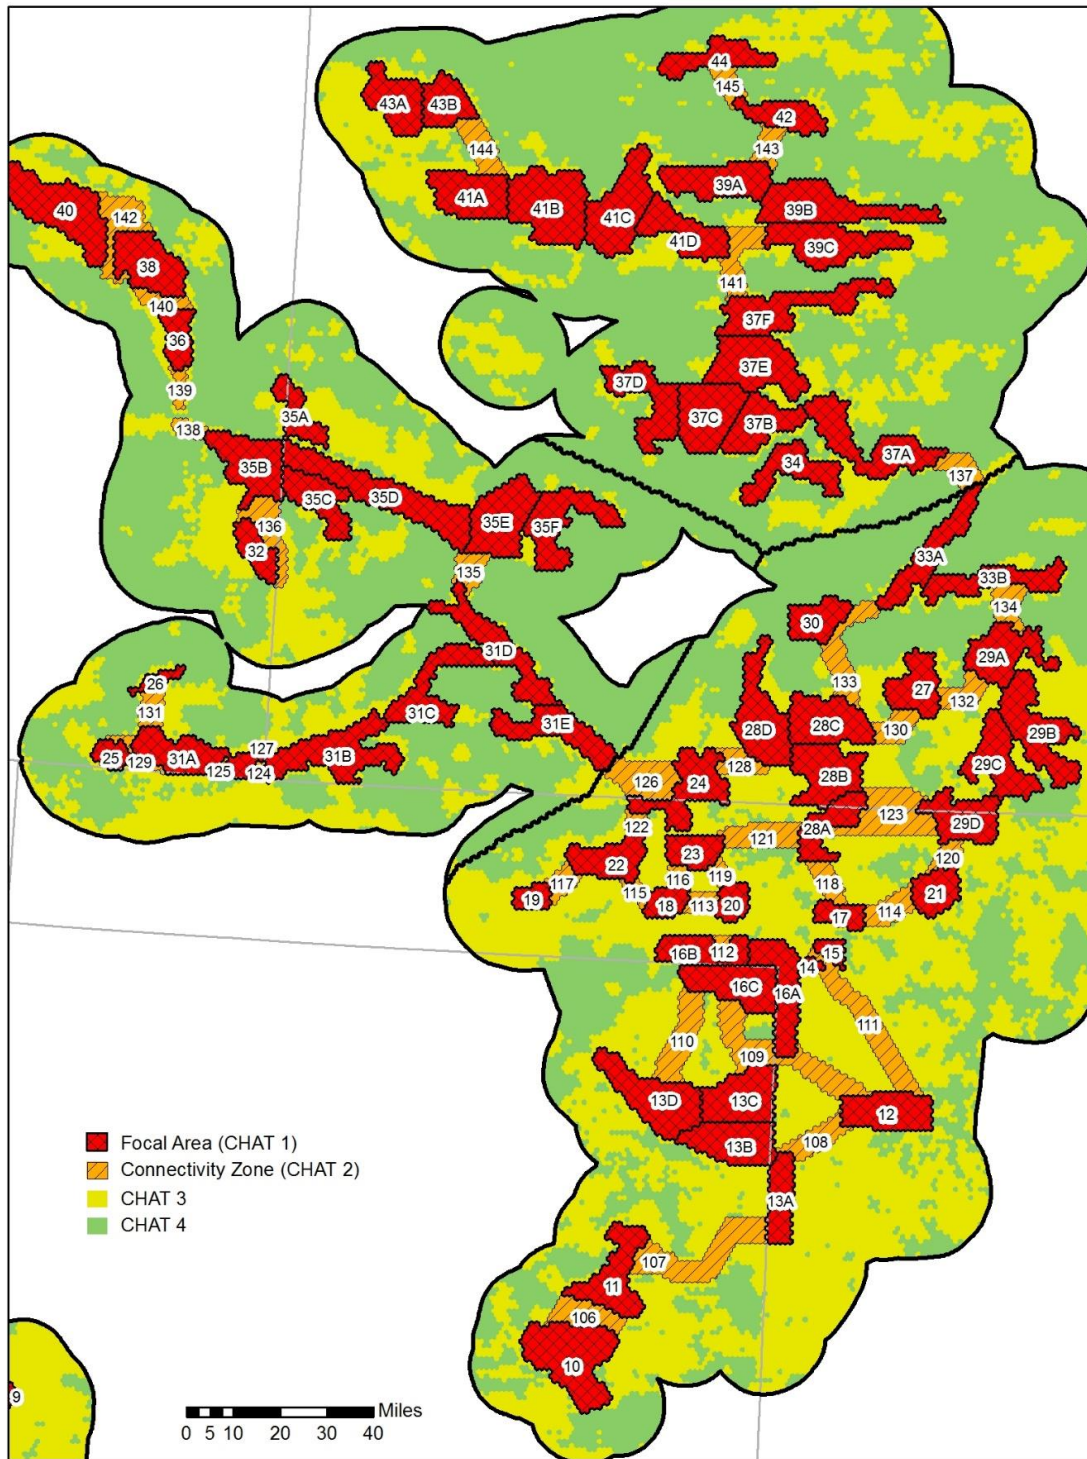 44
145
43A
43B
42
144
143
41A
39A
40
142
41B
41C
39B
41D
39C
38
141
140
37F
36
37E
139
37D
35A
138
37C
37B
35B
34
37A
35C
35D
137
136
35E
35F
32
33A
135
33B
134
30
31D
29A
26
133
27
131
31C
132
31E
28D
28C
130
29B
25
129
31A
127
31B
128
29C
125
124
126
24
28B
123
122
28A
29D
121
22
23
120
116
119
117
115
118
19
18
113
20
17
114
21
16B
112
15
14
16C
16A
111
110
109
13D
13C
12
Focal Area (CHAT 1)
13B
108
Connectivity Zone (CHAT 2)
CHAT 3
13A
CHAT 4
107
11
106
10
9
Miles
0 5 10 20 30 40